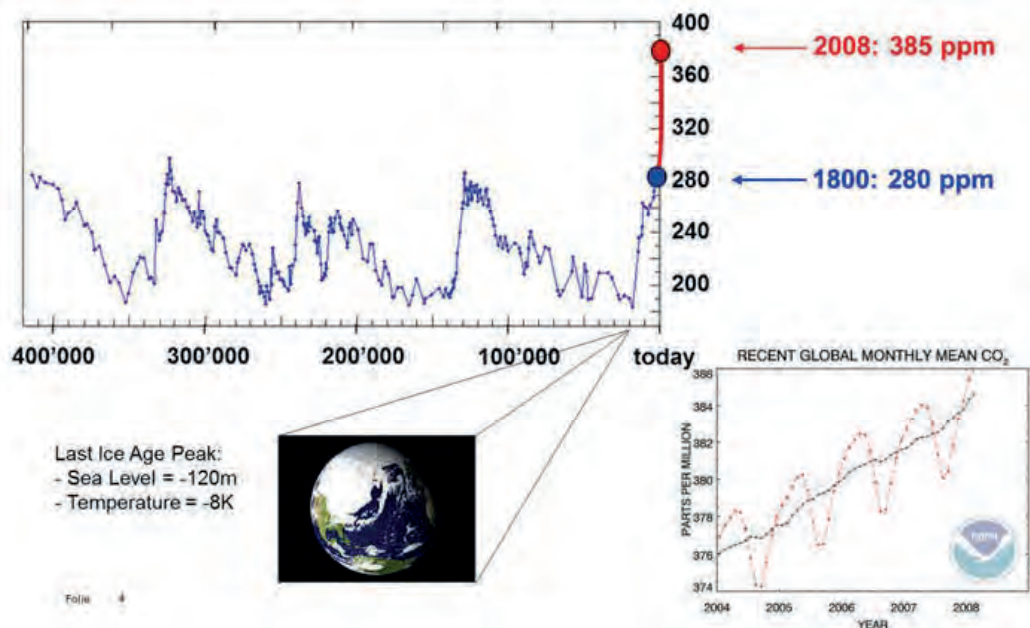 400
360
320
280
240
200
2008: 385 ppm
1800: 280 ppm
400'000
300'000
200'000
100'000
today
Last Ice Age Peak:
- Sea Level = -120m
- Temperature = -8K
RECENT GLOBAL MONTHLY MEAN CO₂
PARTS PER MILLION
386
384
382
380
378
376
374
2004
2005
2006
2007
2008
YEAR
NOAA
Folie 4